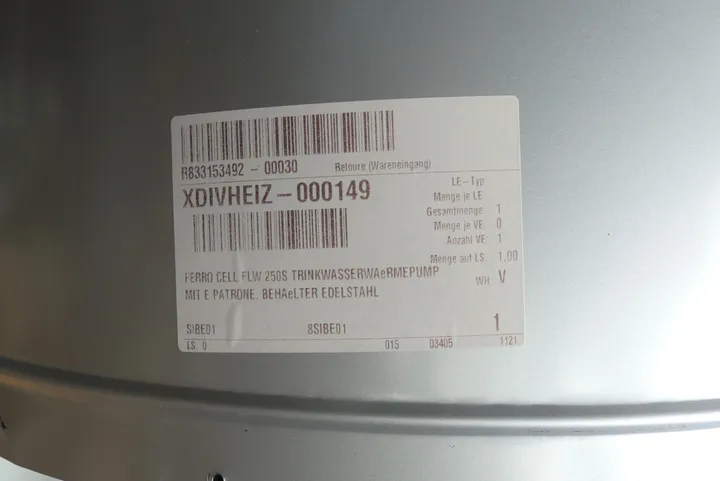 R833153492 - 00030 Retoure (Wareneingang)
XDIVHEIZ-000149
LE-Typ
Menge je LE
Gesamtmenge 1
Menge je VE 0
Anzahl VE 1
Menge auf LS. 1,00
FERRO CELL FLW 250S TRINKWASSERWAeRMEPUMP
WH V
MIT E PATRONE. BEHAeLTER EDELSTAHL
SIBE01 8SIBE01 1
LS. 0 015 03405 1121